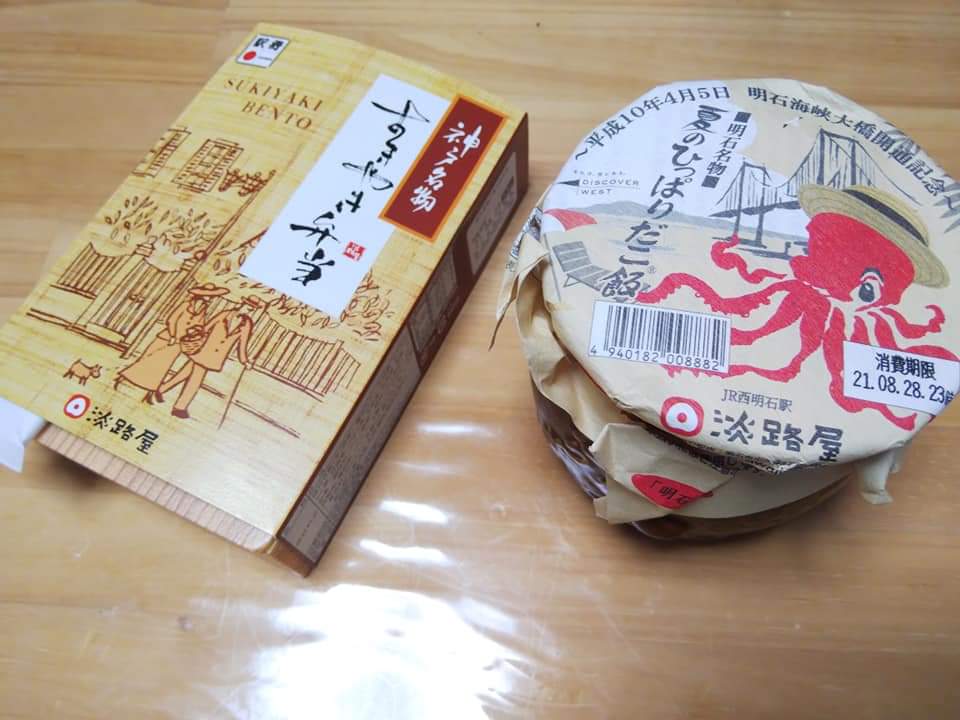 駅弁
SUKIYAKI
BENTO
神戸名物
すきやき弁当
淡路屋
~平成10年4月5日 明石海峡大橋開通記念~
明石名物
夏のひっぱりだこ飯®
DISCOVER
WEST
4 940182 008882
消費期限
21.08.28.23時
JR西明石駅
淡路屋